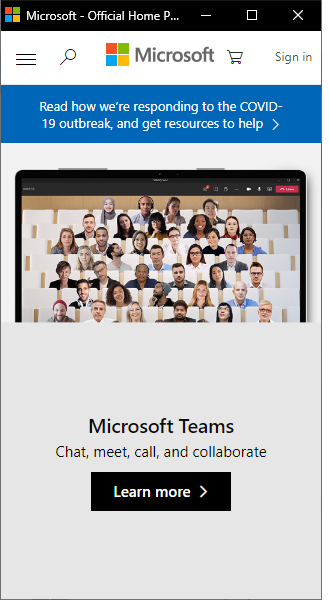 Microsoft - Official Home P...
Microsoft
Sign in
Read how we're responding to the COVID-
19 outbreak, and get resources to help
Microsoft Teams
Chat, meet, call, and collaborate
Learn more